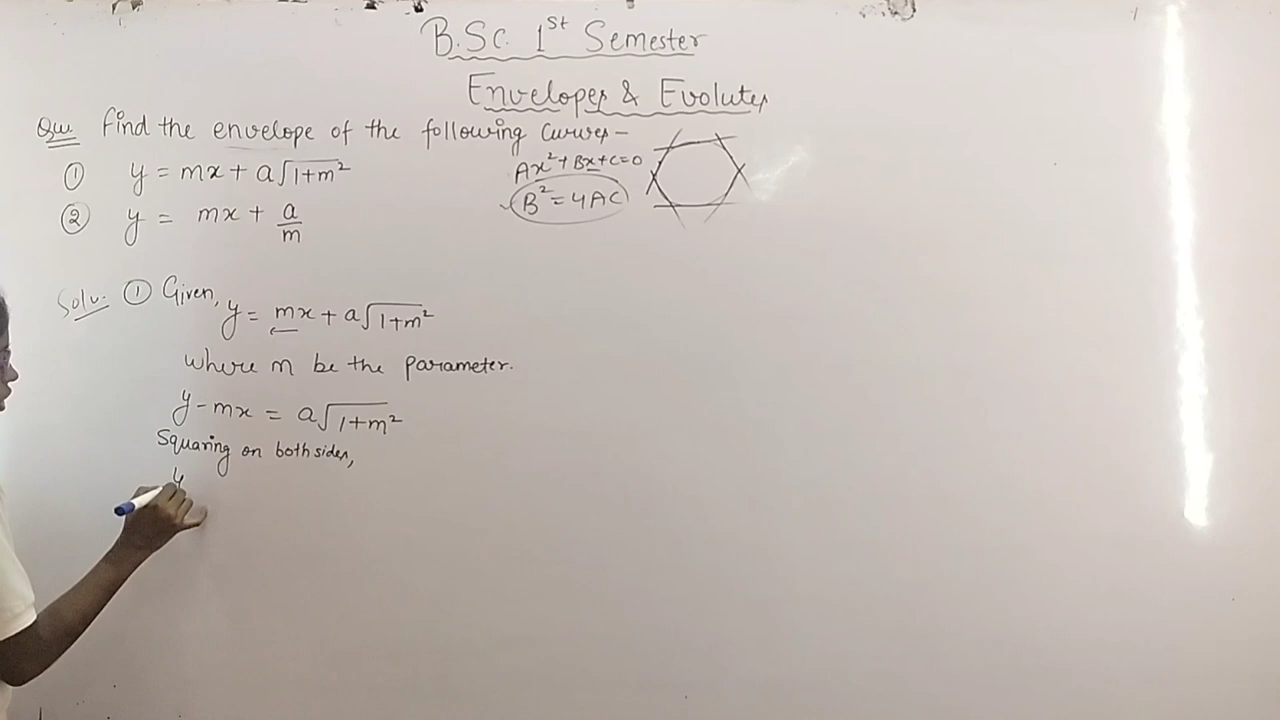 B.Sc. 1st Semester
Envelopes & Evolutes
Qu. find the envelope of the following curves –
① y = mx + a√(1+m²)
② y = mx + a/m
Ax² + Bx + C = 0
B² = 4AC
Solu. ① Given,
y = mx + a√(1+m²)
where m be the parameter.
y - mx = a√(1+m²)
Squaring on both sides,
y